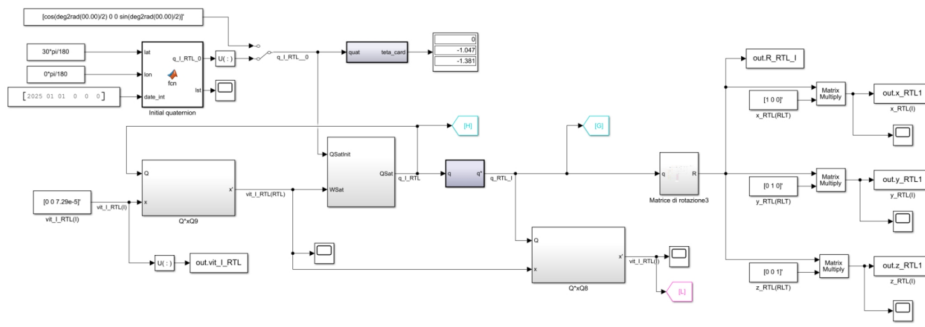 [cos(deg2rad(00.00)/2) 0 0 sin(deg2rad(00.00)/2)]'
30*pi/180
lat
q_I_RTL_0
U( : )
q_I_RTL__0
quat
teta_card
0
-1.047
-1.381
0*pi/180
lon
fcn
[ 2025 01 01 0 0 0 ]
date_int
lst
Initial quaternion
out.R_RTL_I
[1 0 0]'
x_RTL(RLT)
Matrix
Multiply
out.x_RTL1
x_RTL(I)
[H]
[G]
Q
x
x'
Q*xQ9
vit_I_RTL(RTL)
QSatInit
WSat
QSat
q_I_RTL
q
q*
q_RTL_I
q
R
Matrice di rotazione3
[0 1 0]'
y_RTL(RTL)
Matrix
Multiply
out.y_RTL1
y_RTL(I)
[0 0 7.29e-5]'
vit_I_RTL(I)
vit_I_RTL(I)
U( : )
out.vit_I_RTL
Q
x
x'
Q*xQ8
vit_I_RTL(I)
[L]
[0 0 1]'
z_RTL(RLT)
Matrix
Multiply
out.z_RTL1
z_RTL(I)